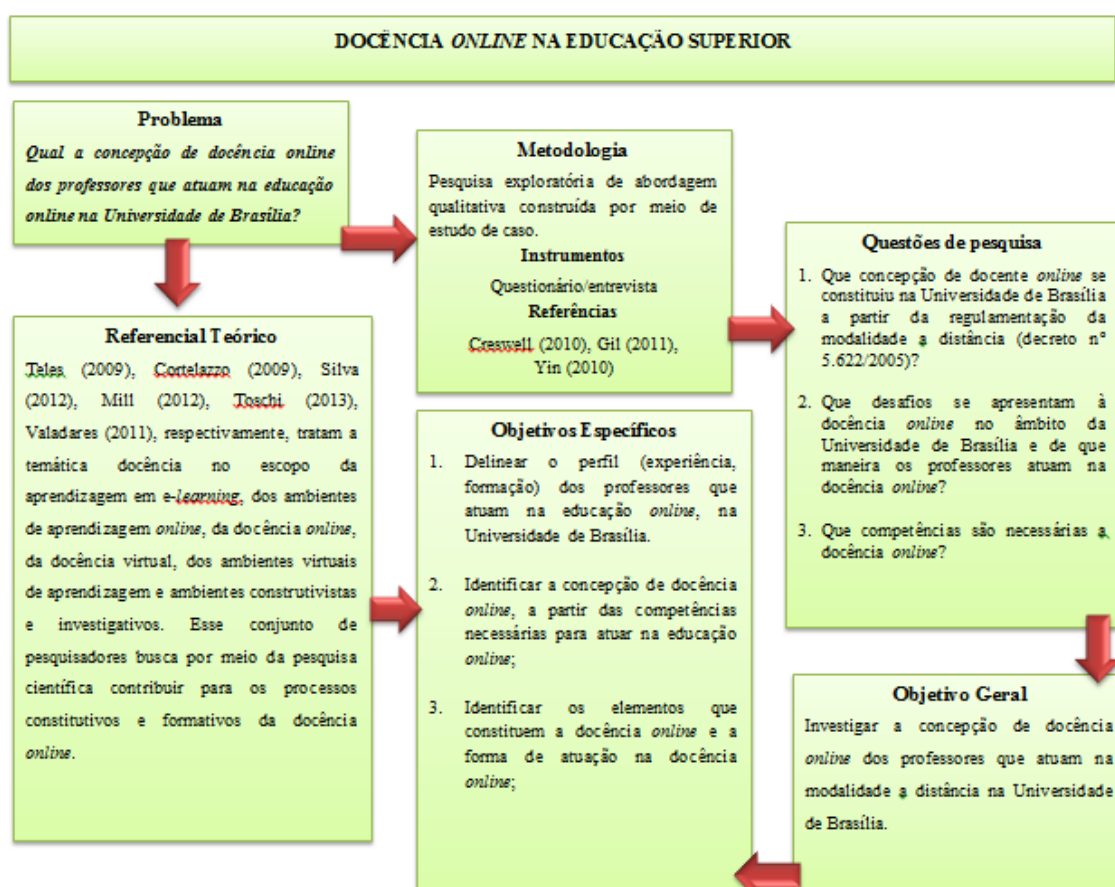 DOCÊNCIA ONLINE NA EDUCAÇÃO SUPERIOR
Problema
Qual a concepção de docência online
dos professores que atuam na educação
online na Universidade de Brasília?
Metodologia
Pesquisa exploratória de abordagem
qualitativa construída por meio de
estudo de caso.
Instrumentos
Questionário/entrevista
Referências
Creswell (2010), Gil (2011),
Yin (2010)
Questões de pesquisa
1. Que concepção de docente online se
constituiu na Universidade de Brasília
a partir da regulamentação da
modalidade a distância (decreto nº
5.622/2005)?
2. Que desafios se apresentam à
docência online no âmbito da
Universidade de Brasília e de que
maneira os professores atuam na
docência online?
3. Que competências são necessárias a
docência online?
Referencial Teórico
Teles (2009), Cortelazzo (2009), Silva
(2012), Mill (2012), Toschi (2013),
Valadares (2011), respectivamente, tratam a
temática docência no escopo da
aprendizagem em e-learning, dos ambientes
de aprendizagem online, da docência online,
da docência virtual, dos ambientes virtuais
de aprendizagem e ambientes construtivistas
e investigativos. Esse conjunto de
pesquisadores busca por meio da pesquisa
científica contribuir para os processos
constitutivos e formativos da docência
online.
Objetivos Específicos
1. Delinear o perfil (experiência,
formação) dos professores que
atuam na educação online, na
Universidade de Brasília.
2. Identificar a concepção de docência
online, a partir das competências
necessárias para atuar na educação
online;
3. Identificar os elementos que
constituem a docência online e a
forma de atuação na docência
online;
Objetivo Geral
Investigar a concepção de docência
online dos professores que atuam na
modalidade a distância na Universidade
de Brasília.